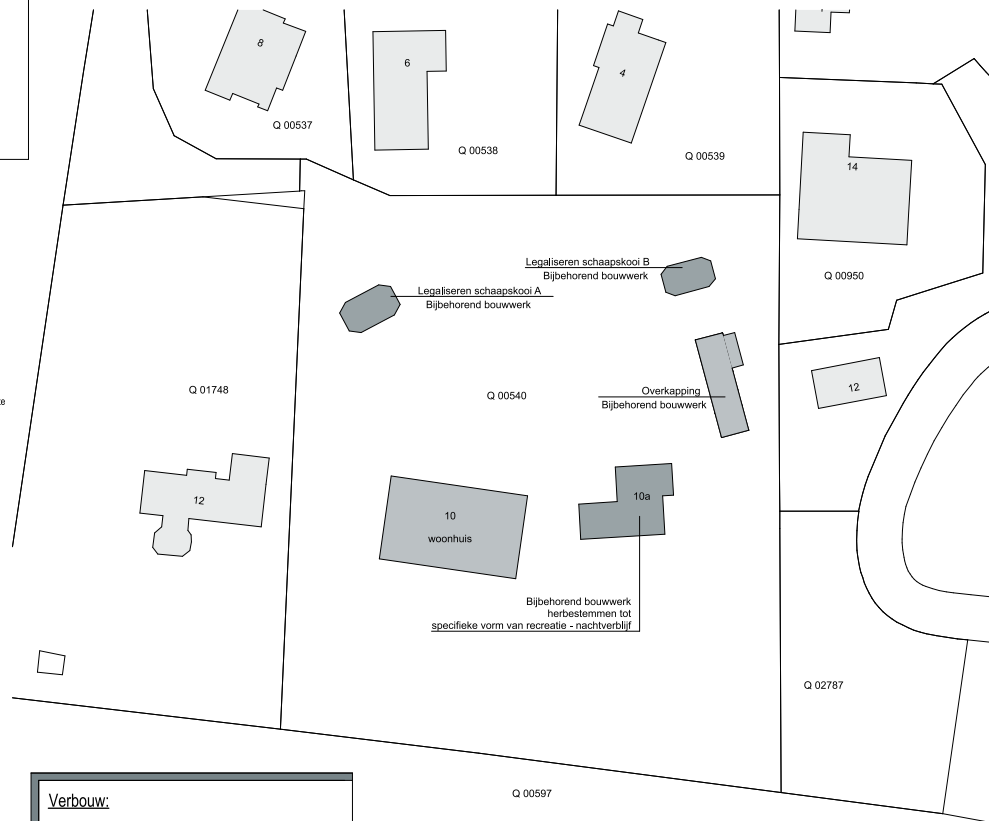 8
6
4
Q 00537
Q 00538
Q 00539
14
Q 00950
Legaliseren schaapskooi B
Bijbehorend bouwwerk
Legaliseren schaapskooi A
Bijbehorend bouwwerk
Q 01748
Q 00540
Overkapping
Bijbehorend bouwwerk
12
12
10
woonhuis
10a
Bijbehorend bouwwerk
herbestemmen tot
specifieke vorm van recreatie - nachtverblijf
Q 02787
Q 00597
Verbouw: